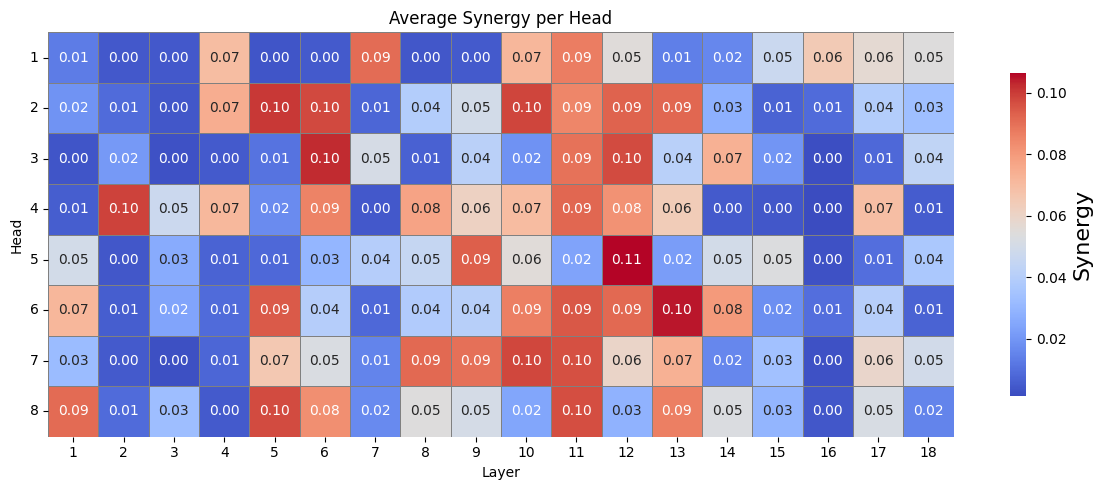 Average Synergy per Head
1 0.01 0.00 0.00 0.07 0.00 0.00 0.09 0.00 0.00 0.07 0.09 0.05 0.01 0.02 0.05 0.06 0.06 0.05
2 0.02 0.01 0.00 0.07 0.10 0.10 0.01 0.04 0.05 0.10 0.09 0.09 0.09 0.03 0.01 0.01 0.04 0.03
3 0.00 0.02 0.00 0.00 0.01 0.10 0.05 0.01 0.04 0.02 0.09 0.10 0.04 0.07 0.02 0.00 0.01 0.04
4 0.01 0.10 0.05 0.07 0.02 0.09 0.00 0.08 0.06 0.07 0.09 0.08 0.06 0.00 0.00 0.00 0.07 0.01
5 0.05 0.00 0.03 0.01 0.01 0.03 0.04 0.05 0.09 0.06 0.02 0.11 0.02 0.05 0.05 0.00 0.01 0.04
6 0.07 0.01 0.02 0.01 0.09 0.04 0.01 0.04 0.04 0.09 0.09 0.09 0.10 0.08 0.02 0.01 0.04 0.01
7 0.03 0.00 0.00 0.01 0.07 0.05 0.01 0.09 0.09 0.10 0.10 0.06 0.07 0.02 0.03 0.00 0.06 0.05
8 0.09 0.01 0.03 0.00 0.10 0.08 0.02 0.05 0.05 0.02 0.10 0.03 0.09 0.05 0.03 0.00 0.05 0.02
1 2 3 4 5 6 7 8 9 10 11 12 13 14 15 16 17 18
Layer
Head
0.10
0.08
0.06
0.04
0.02
Synergy